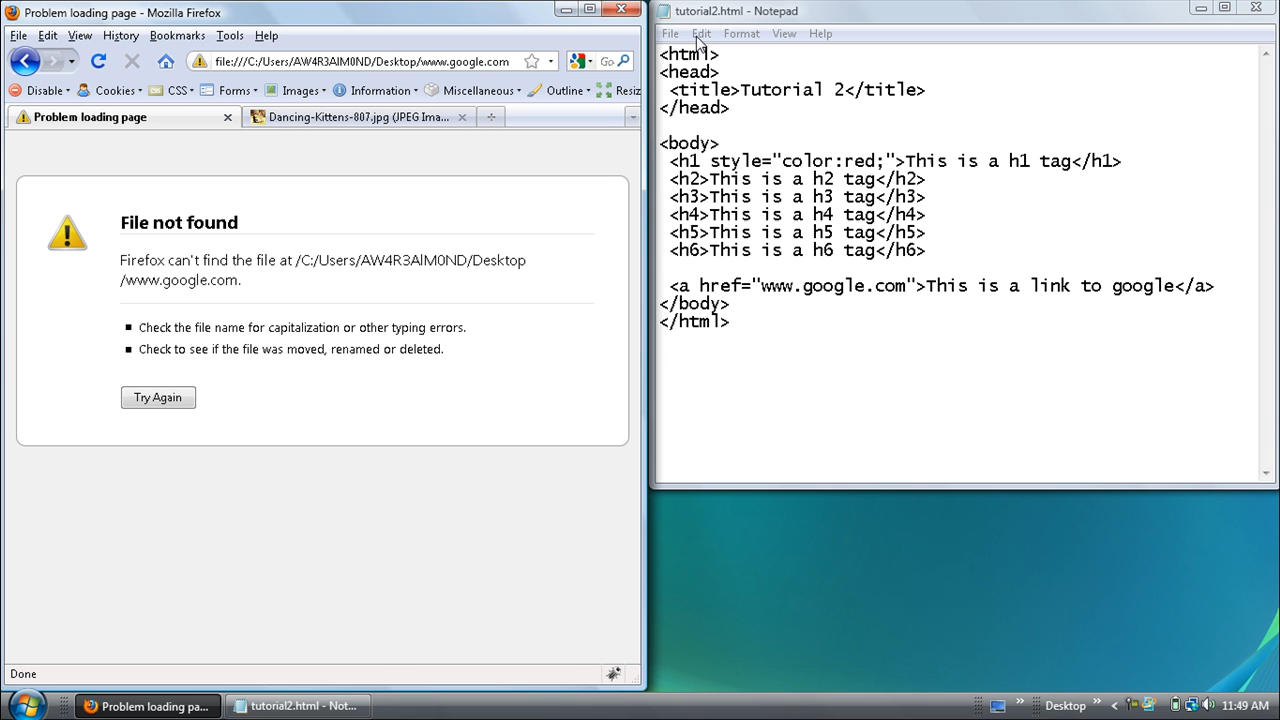 Problem loading page - Mozilla Firefox
File Edit View History Bookmarks Tools Help
file:///C:/Users/AW4R3AlM0ND/Desktop/www.google.com
Go
Disable Cookies CSS Forms Images Information Miscellaneous Outline Resiz
Problem loading page
Dancing-Kittens-807.jpg (JPEG Ima...
File not found
Firefox can't find the file at /C:/Users/AW4R3AlM0ND/Desktop
/www.google.com.
Check the file name for capitalization or other typing errors.
Check to see if the file was moved, renamed or deleted.
Try Again
Done
tutorial2.html - Notepad
File Edit Format View Help
<html>
<head>
<title>Tutorial 2</title>
</head>
<body>
<h1 style="color:red;">This is a h1 tag</h1>
<h2>This is a h2 tag</h2>
<h3>This is a h3 tag</h3>
<h4>This is a h4 tag</h4>
<h5>This is a h5 tag</h5>
<h6>This is a h6 tag</h6>
<a href="www.google.com">This is a link to google</a>
</body>
</html>
Problem loading pa...
tutorial2.html - Not...
Desktop
11:49 AM